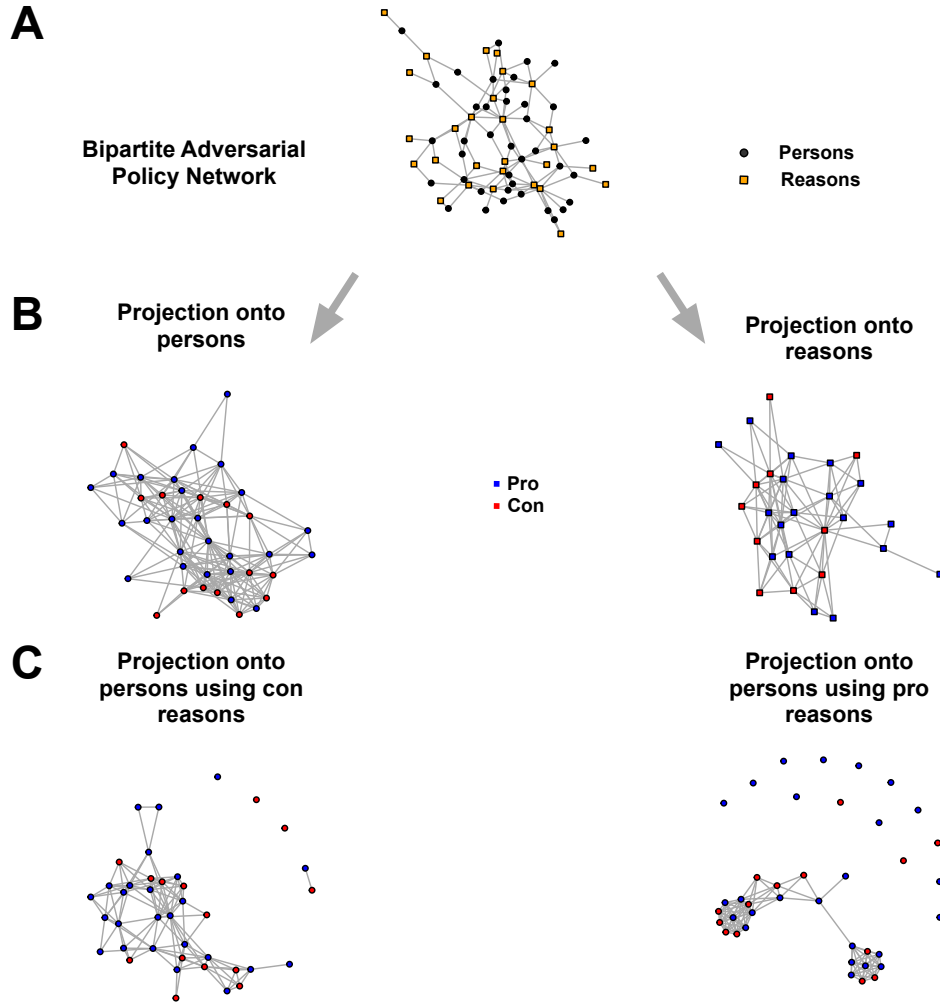 A
Bipartite Adversarial
Policy Network
Persons
Reasons
B
Projection onto
persons
Projection onto
reasons
Pro
Con
C
Projection onto
persons using con
reasons
Projection onto
persons using pro
reasons